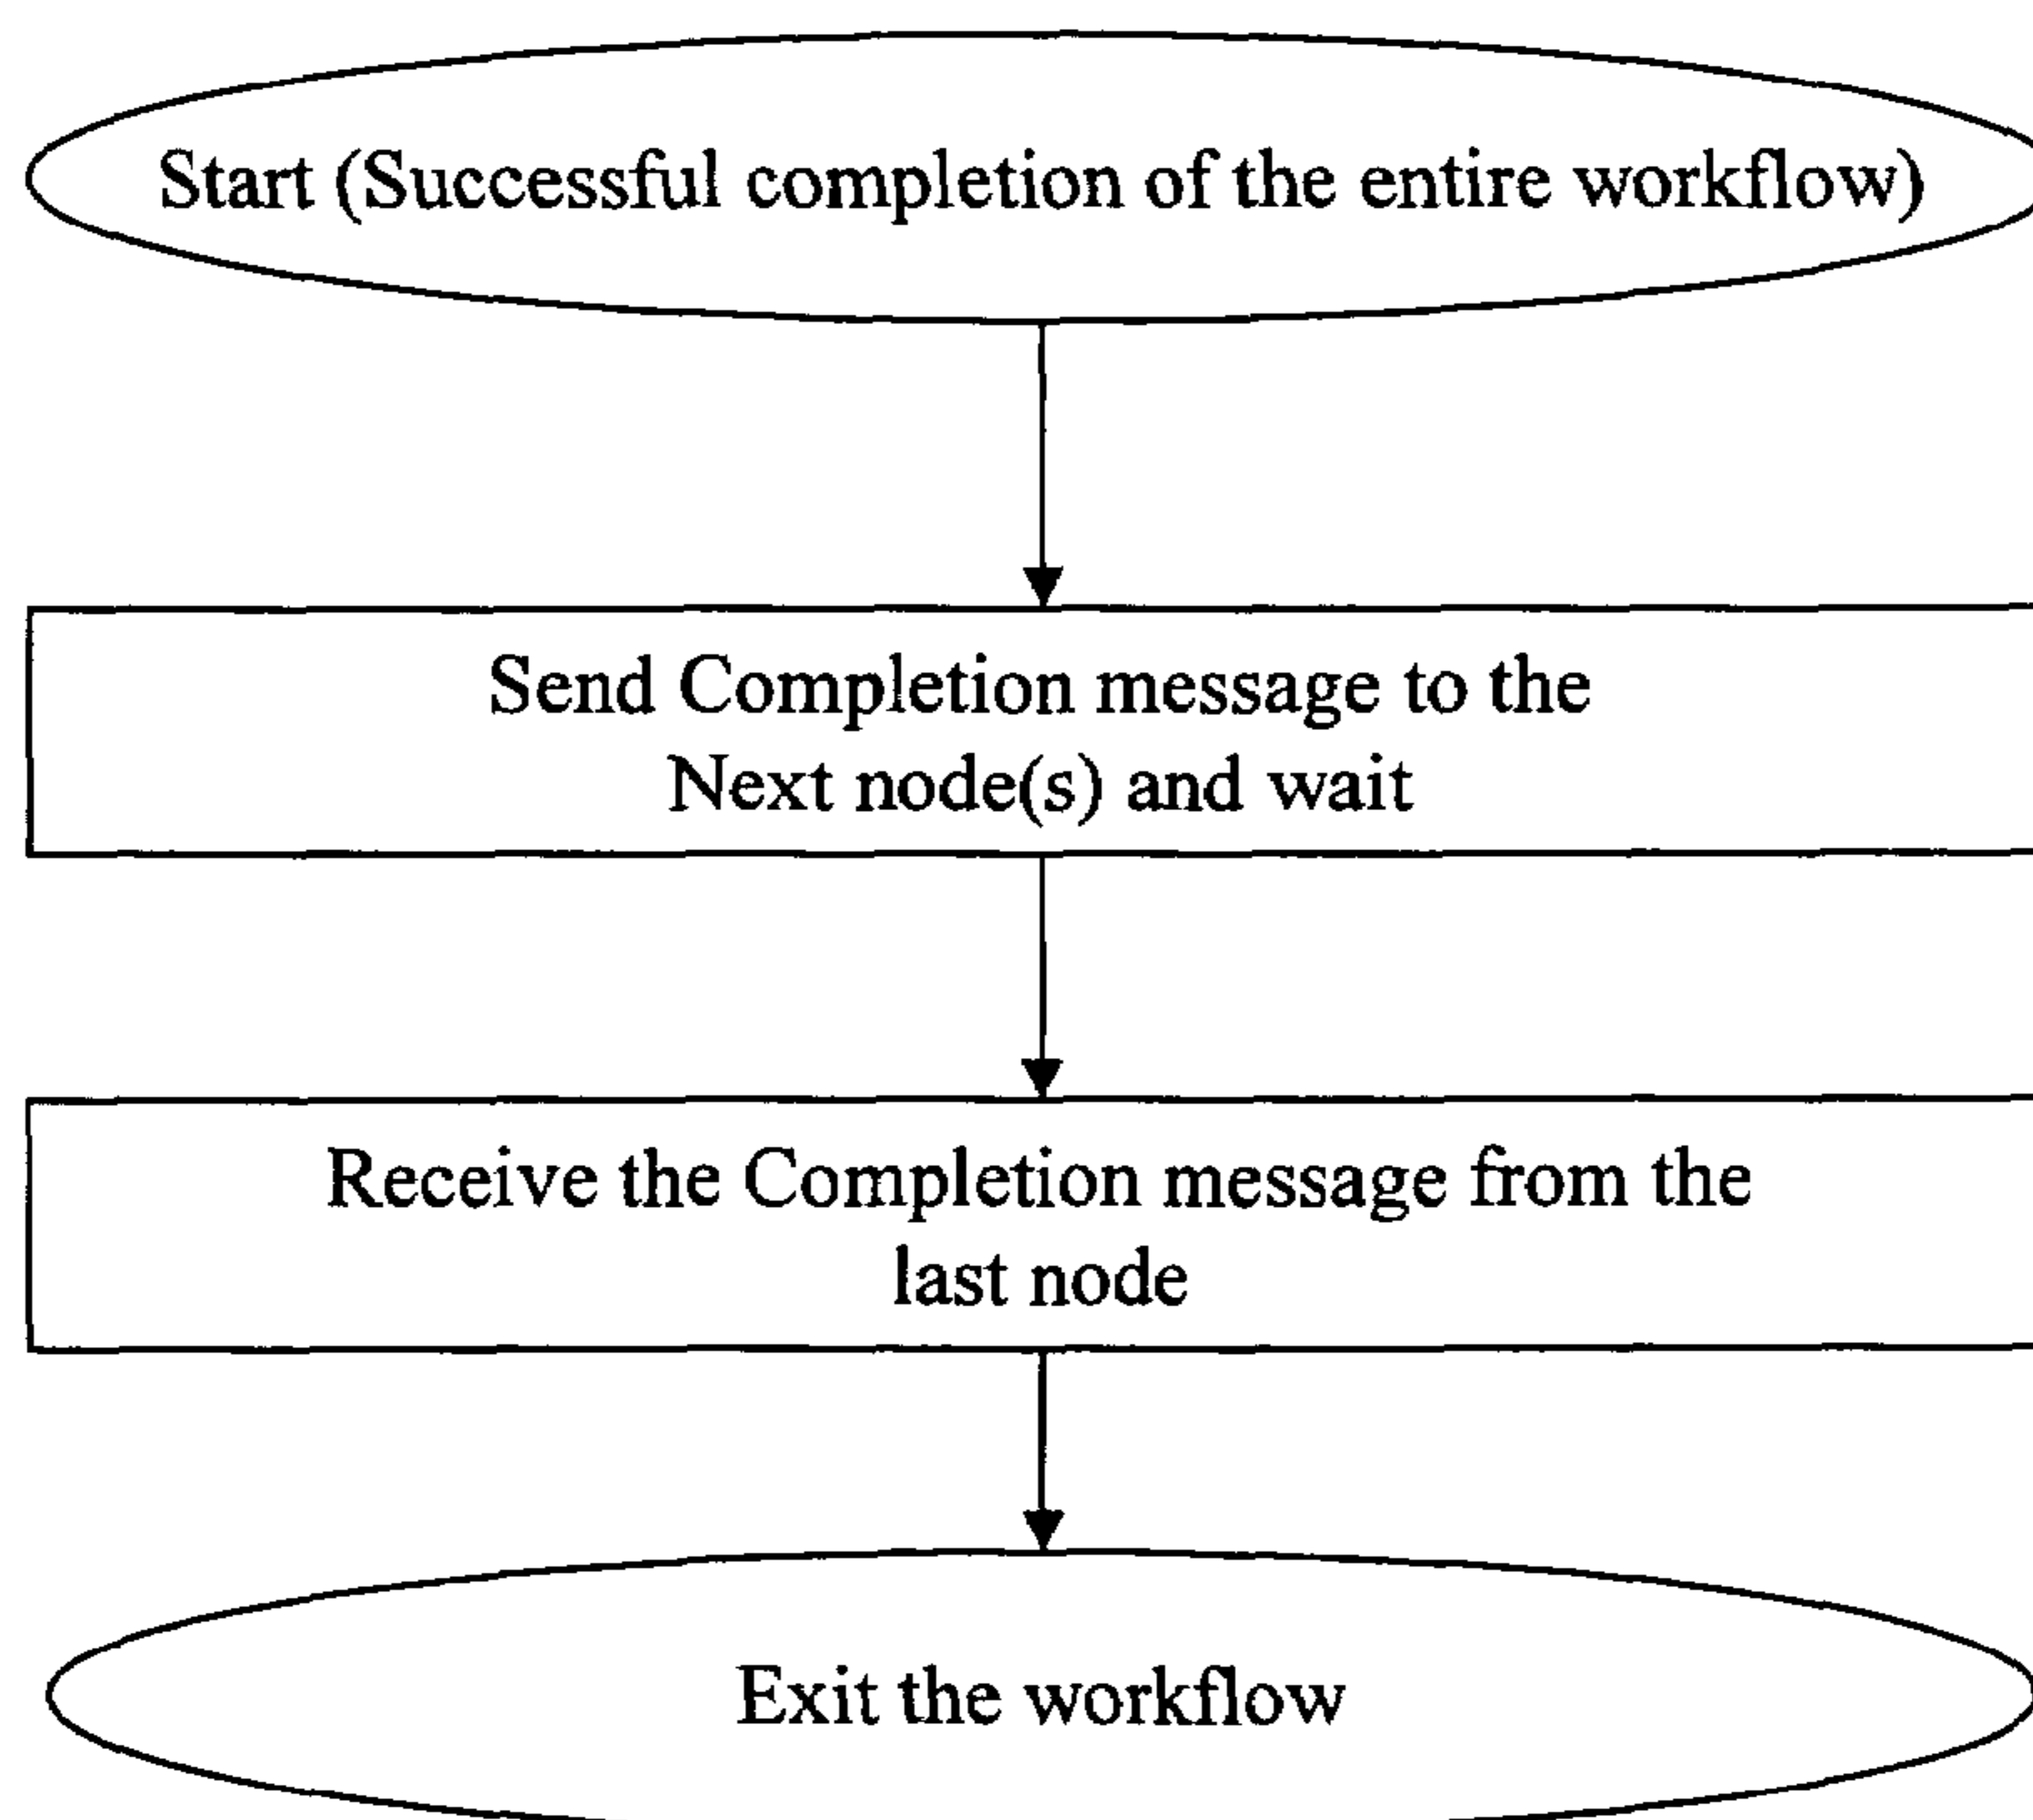 Start (Successful completion of the entire workflow)
Send Completion message to the
Next node(s) and wait
Receive the Completion message from the
last node
Exit the workflow